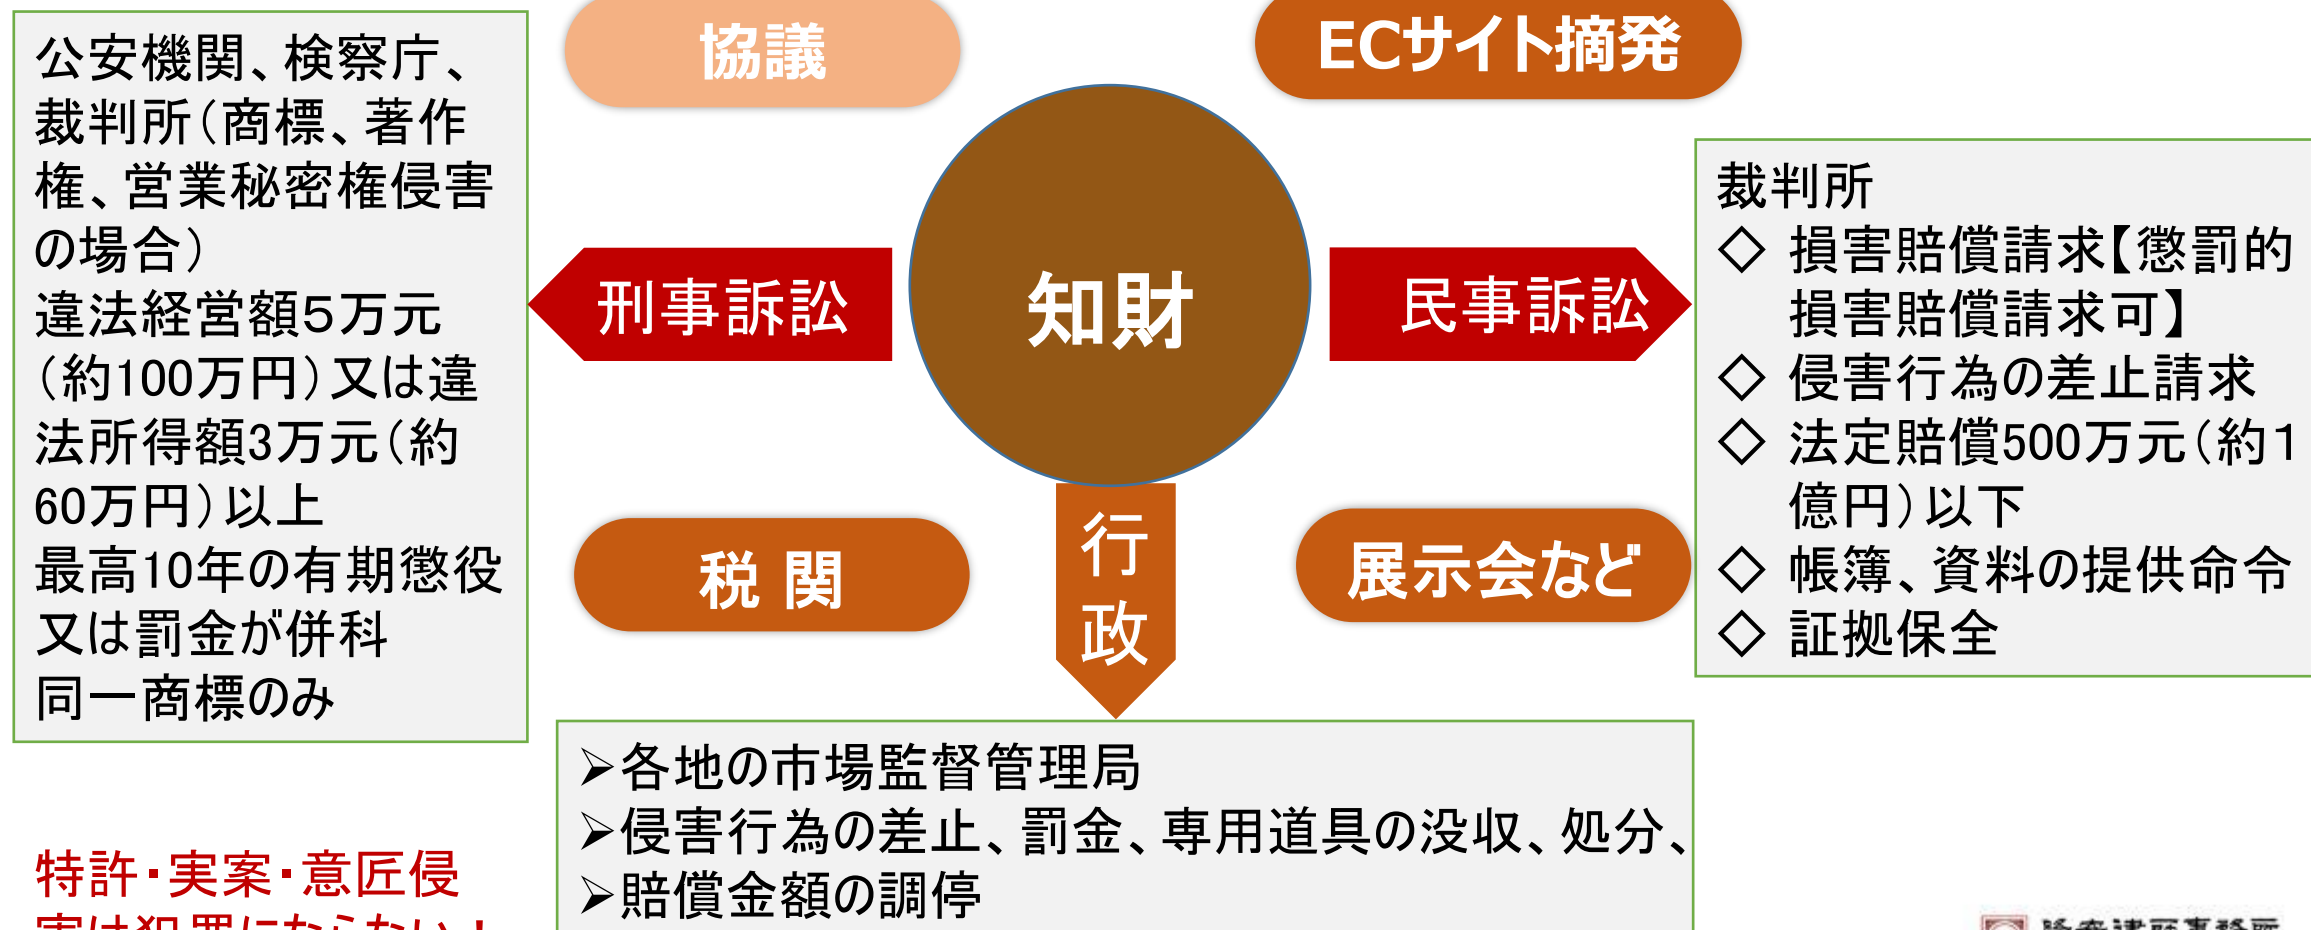 協議
ECサイト摘発
公安機関、検察庁、
裁判所（商標、著作
権、営業秘密権侵害
の場合）
違法経営額５万元
（約100万円）又は違
法所得額3万元（約
60万円）以上
最高10年の有期懲役
又は罰金が併科
同一商標のみ
刑事訴訟
知財
民事訴訟
裁判所
◇ 損害賠償請求【懲罰的
損害賠償請求可】
◇ 侵害行為の差止請求
◇ 法定賠償500万元（約１
億円）以下
◇ 帳簿、資料の提供命令
◇ 証拠保全
税 関
行
政
展示会など
➢各地の市場監督管理局
➢侵害行為の差止、罰金、専用道具の没収、処分、
➢賠償金額の調停
特許・実案・意匠侵
害は犯罪にならない！